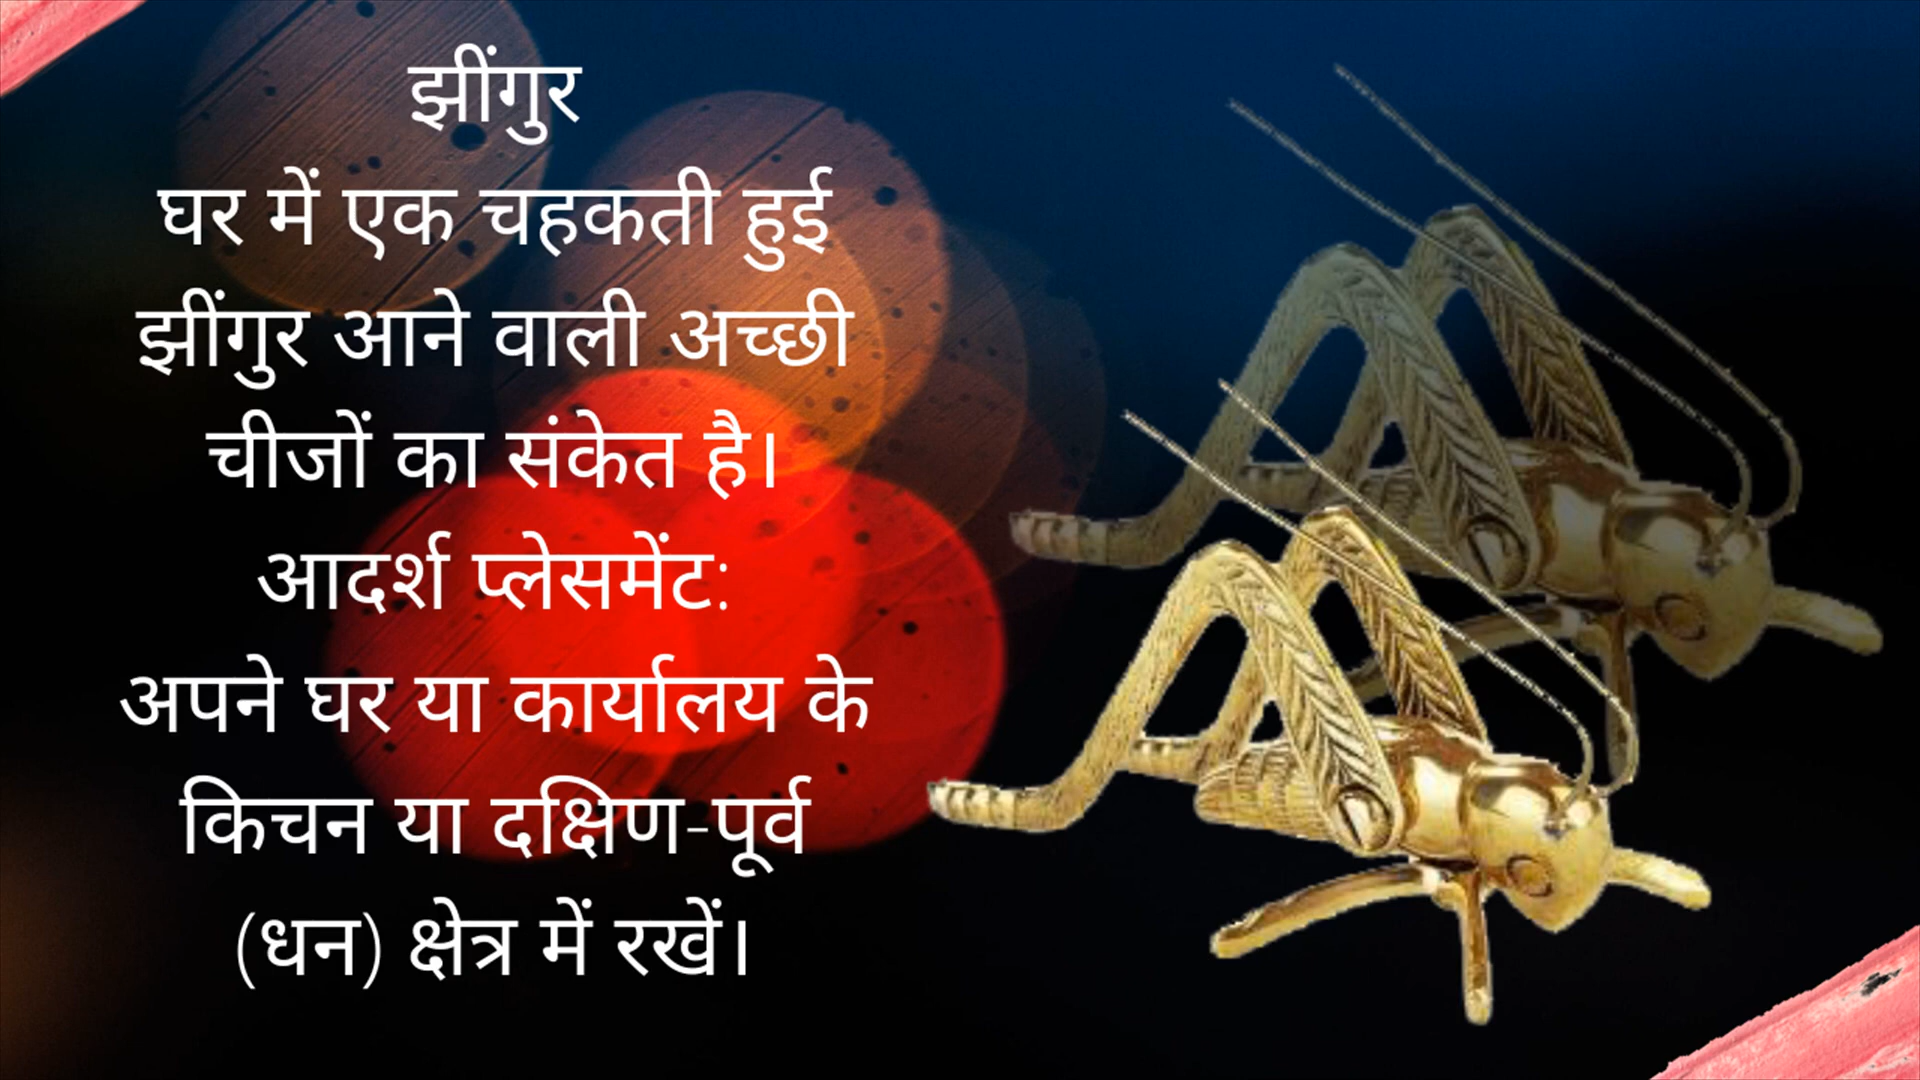 झींगुर
घर में एक चहकती हुई
झींगुर आने वाली अच्छी
चीजों का संकेत है।
आदर्श प्लेसमेंट:
अपने घर या कार्यालय के
किचन या दक्षिण-पूर्व
(धन) क्षेत्र में रखें।